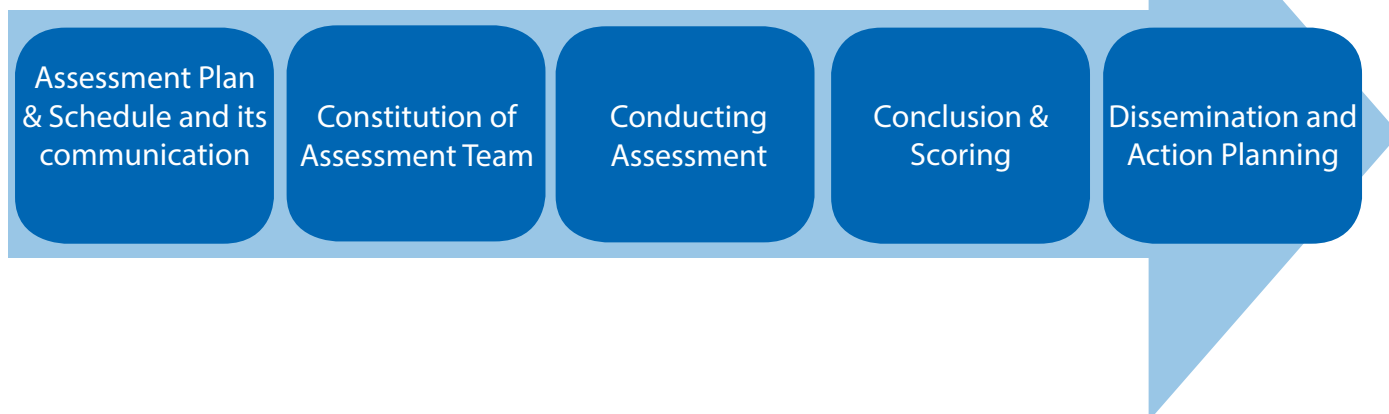 Assessment Plan
& Schedule and its
communication
Constitution of
Assessment Team
Conducting
Assessment
Conclusion &
Scoring
Dissemination and
Action Planning